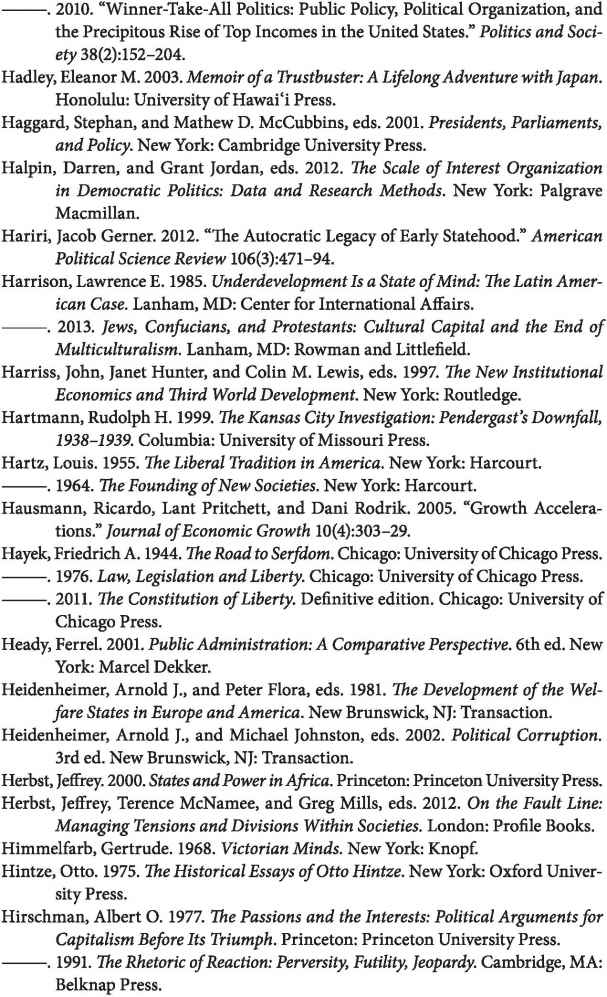 ———. 2010. “Winner-Take-All Politics: Public Policy, Political Organization, and
the Precipitous Rise of Top Incomes in the United States.” Politics and Soci-
ety 38(2):152–204.
Hadley, Eleanor M. 2003. Memoir of a Trustbuster: A Lifelong Adventure with Japan.
Honolulu: University of Hawai‘i Press.
Haggard, Stephan, and Mathew D. McCubbins, eds. 2001. Presidents, Parliaments,
and Policy. New York: Cambridge University Press.
Halpin, Darren, and Grant Jordan, eds. 2012. The Scale of Interest Organization
in Democratic Politics: Data and Research Methods. New York: Palgrave
Macmillan.
Hariri, Jacob Gerner. 2012. “The Autocratic Legacy of Early Statehood.” American
Political Science Review 106(3):471–94.
Harrison, Lawrence E. 1985. Underdevelopment Is a State of Mind: The Latin Amer-
ican Case. Lanham, MD: Center for International Affairs.
———. 2013. Jews, Confucians, and Protestants: Cultural Capital and the End of
Multiculturalism. Lanham, MD: Rowman and Littlefield.
Harriss, John, Janet Hunter, and Colin M. Lewis, eds. 1997. The New Institutional
Economics and Third World Development. New York: Routledge.
Hartmann, Rudolph H. 1999. The Kansas City Investigation: Pendergast’s Downfall,
1938–1939. Columbia: University of Missouri Press.
Hartz, Louis. 1955. The Liberal Tradition in America. New York: Harcourt.
———. 1964. The Founding of New Societies. New York: Harcourt.
Hausmann, Ricardo, Lant Pritchett, and Dani Rodrik. 2005. “Growth Accelera-
tions.” Journal of Economic Growth 10(4):303–29.
Hayek, Friedrich A. 1944. The Road to Serfdom. Chicago: University of Chicago Press.
———. 1976. Law, Legislation and Liberty. Chicago: University of Chicago Press.
———. 2011. The Constitution of Liberty. Definitive edition. Chicago: University of
Chicago Press.
Heady, Ferrel. 2001. Public Administration: A Comparative Perspective. 6th ed. New
York: Marcel Dekker.
Heidenheimer, Arnold J., and Peter Flora, eds. 1981. The Development of the Wel-
fare States in Europe and America. New Brunswick, NJ: Transaction.
Heidenheimer, Arnold J., and Michael Johnston, eds. 2002. Political Corruption.
3rd ed. New Brunswick, NJ: Transaction.
Herbst, Jeffrey. 2000. States and Power in Africa. Princeton: Princeton University Press.
Herbst, Jeffrey, Terence McNamee, and Greg Mills, eds. 2012. On the Fault Line:
Managing Tensions and Divisions Within Societies. London: Profile Books.
Himmelfarb, Gertrude. 1968. Victorian Minds. New York: Knopf.
Hintze, Otto. 1975. The Historical Essays of Otto Hintze. New York: Oxford Univer-
sity Press.
Hirschman, Albert O. 1977. The Passions and the Interests: Political Arguments for
Capitalism Before Its Triumph. Princeton: Princeton University Press.
———. 1991. The Rhetoric of Reaction: Perversity, Futility, Jeopardy. Cambridge, MA:
Belknap Press.